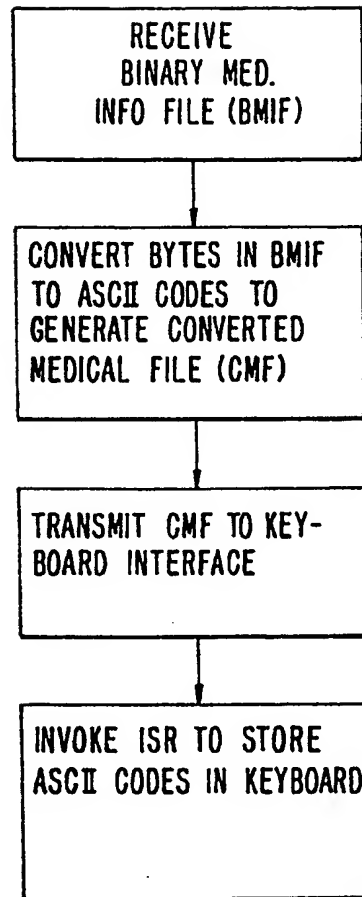 RECEIVE
BINARY MED.
INFO FILE (BMIF)
CONVERT BYTES IN BMIF
TO ASCII CODES TO
GENERATE CONVERTED
MEDICAL FILE (CMF)
TRANSMIT CMF TO KEY-
BOARD INTERFACE
INVOKE ISR TO STORE
ASCII CODES IN KEYBOARD